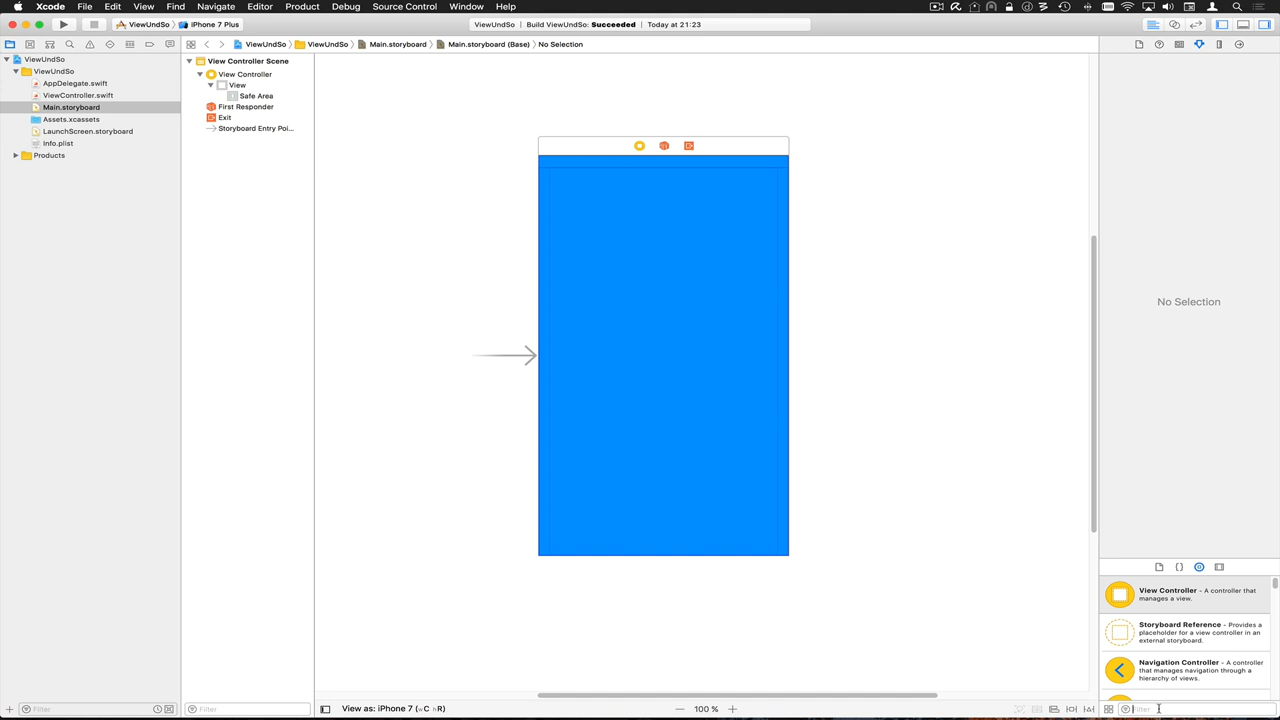 Xcode File Edit View Find Navigate Editor Product Debug Source Control Window Help
ViewUndSo iPhone 7 Plus
ViewUndSo Build ViewUndSo: Succeeded Today at 21:23
ViewUndSo ViewUndSo Main.storyboard Main.storyboard (Base) No Selection
ViewUndSo
ViewUndSo
AppDelegate.swift
ViewController.swift
Main.storyboard
Assets.xcassets
LaunchScreen.storyboard
Info.plist
Products
View Controller Scene
View Controller
View
Safe Area
First Responder
Exit
Storyboard Entry Poi...
No Selection
View Controller - A controller that
manages a view.
Storyboard Reference - Provides a
placeholder for a view controller in an
external storyboard.
Navigation Controller - A controller
that manages navigation through a
hierarchy of views.
Filter
Filter
View as: iPhone 7 (wC hR)
100 %
Filter